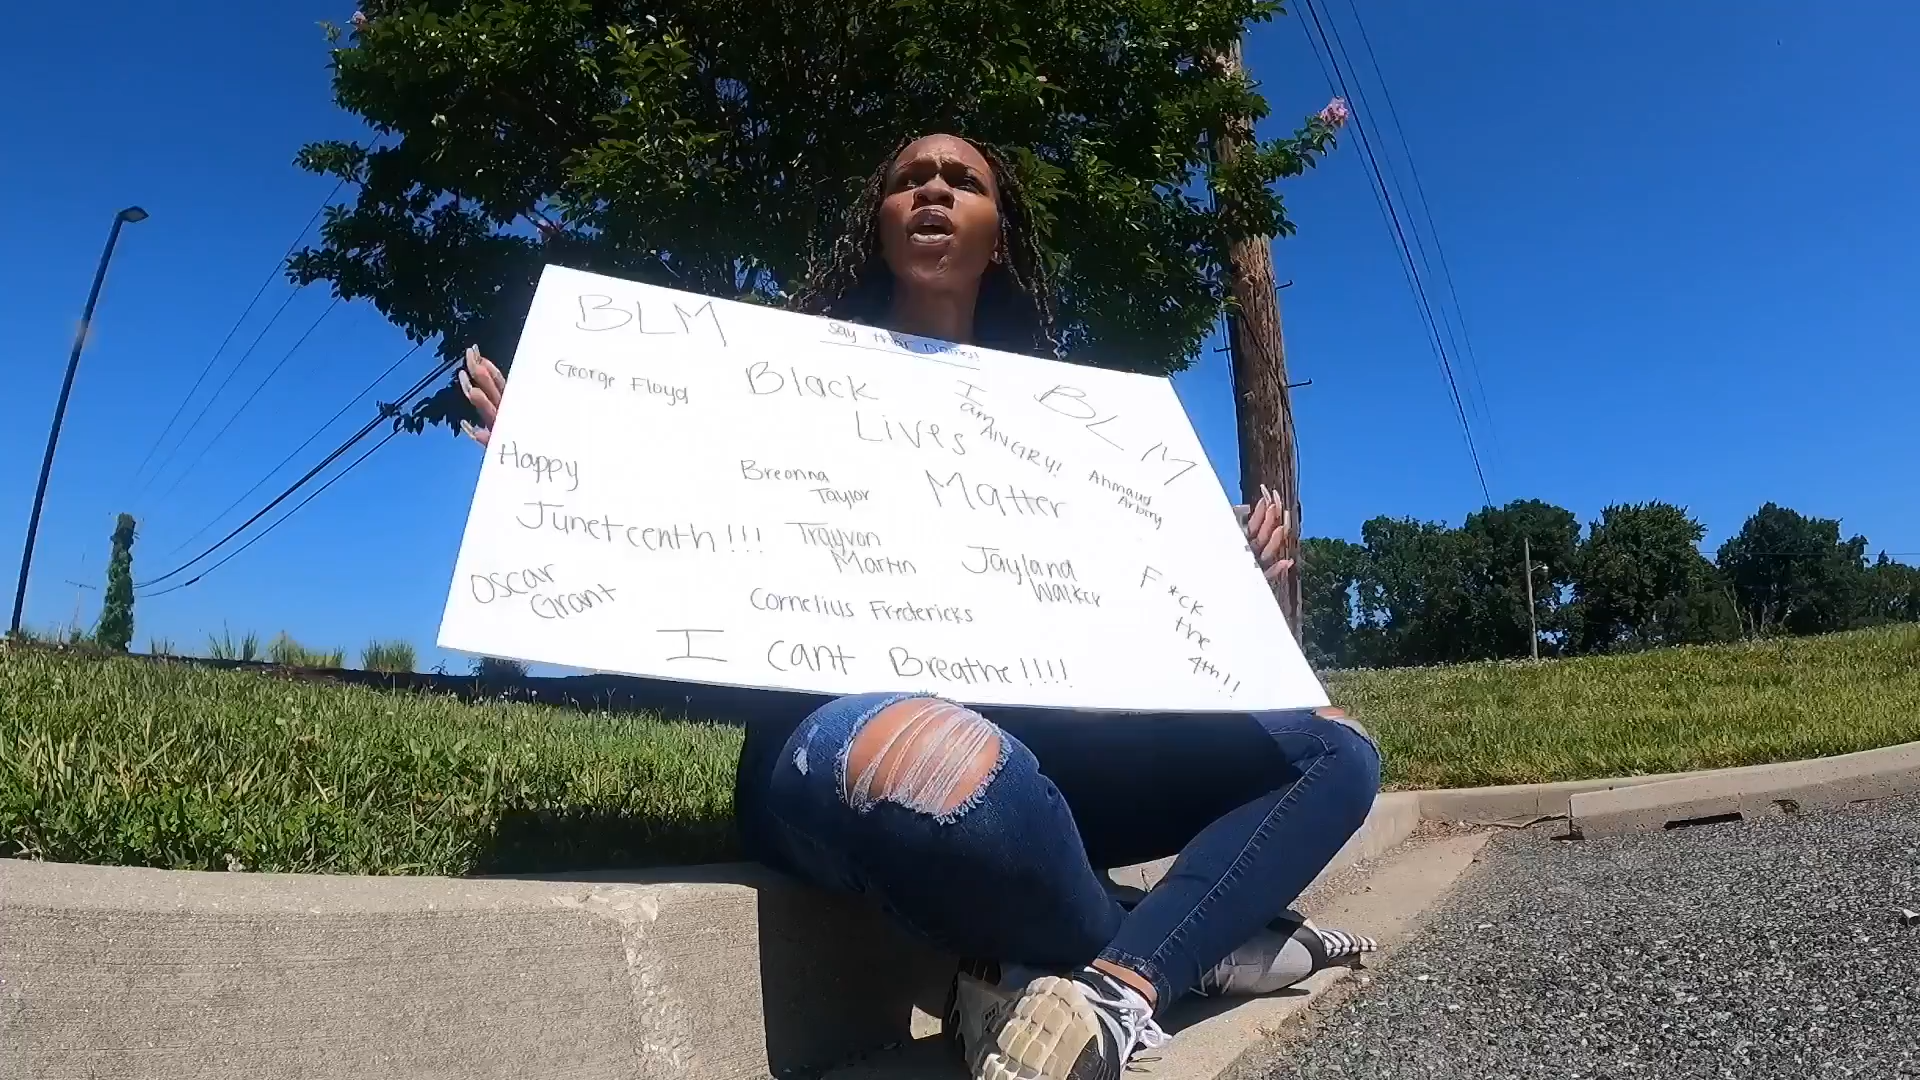 BLM
Say their names!
George Floyd
Black
Lives
Matter
I
am
ANGRY!
BLM
Ahmaud
Arbery
Happy
Juneteenth!!!
Breonna
Taylor
Trayvon
Martin
Jayland
Walker
Oscar
Grant
Cornelius Fredericks
F*ck
the
4th!!
I cant Breathe!!!!